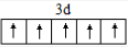 3d
↑ ↑ ↑ ↑ ↑